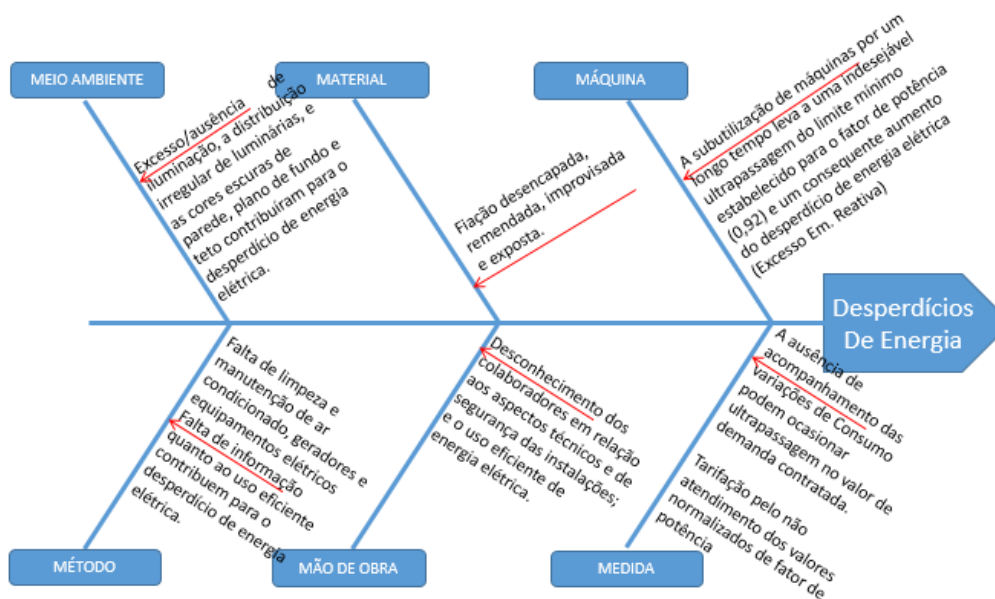 MEIO AMBIENTE
MATERIAL
MÁQUINA
Excesso/ausência de
iluminação, a distribuição
irregular de luminárias, e
as cores escuras de
parede, plano de fundo e
teto contribuíram para o
desperdício de energia
elétrica.
Fiação desencapada,
remendada, improvisada
e exposta.
A subutilização de máquinas por um
longo tempo leva a uma indesejável
ultrapassagem do limite mínimo
estabelecido para o fator de potência
(0,92) e um consequente aumento
do desperdício de energia elétrica
(Excesso Em. Reativa)
Desperdícios
De Energia
Falta de limpeza e
manutenção de ar
condicionado, geradores e
equipamentos elétricos
Falta de informação
quanto ao uso eficiente
contribuem para o
desperdício de energia
elétrica.
Desconhecimento dos
colaboradores em relação
aos aspectos técnicos e de
segurança das instalações;
e o uso eficiente de
energia elétrica.
A ausência de
acompanhamento das
variações de Consumo
podem ocasionar
ultrapassagem no valor de
demanda contratada.
Tarifação pelo não
atendimento dos valores
normalizados de fator de
potência
MÉTODO
MÃO DE OBRA
MEDIDA